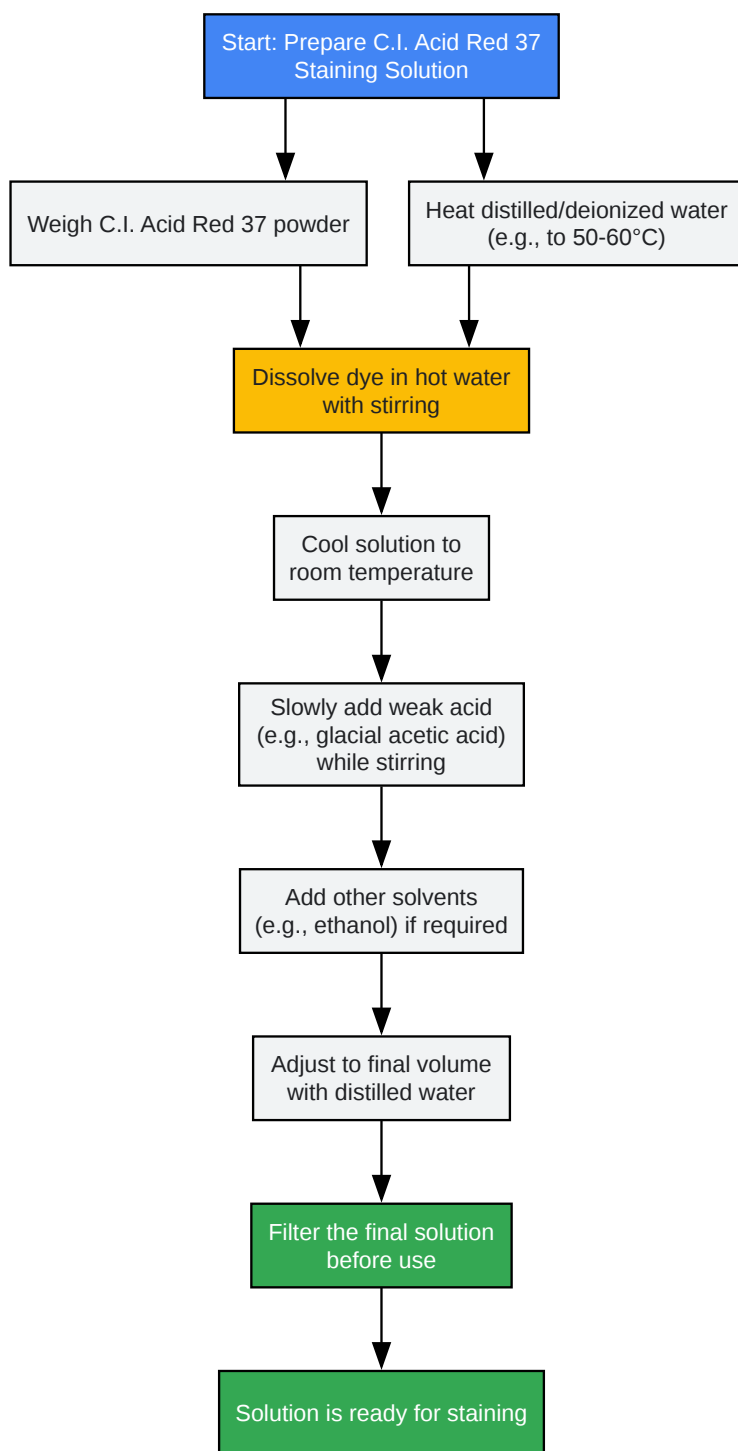 Start: Prepare C.I. Acid Red 37
Staining Solution
Weigh C.I. Acid Red 37 powder
Heat distilled/deionized water
(e.g., to 50-60°C)
Dissolve dye in hot water
with stirring
Cool solution to
room temperature
Slowly add weak acid
(e.g., glacial acetic acid)
while stirring
Add other solvents
(e.g., ethanol) if required
Adjust to final volume
with distilled water
Filter the final solution
before use
Solution is ready for staining